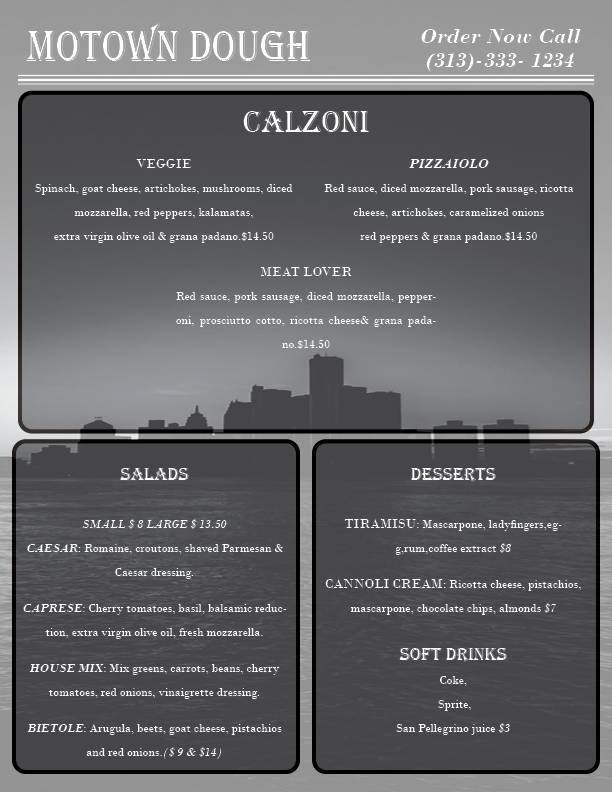 MOTOWN DOUGH
Order Now Call
(313)-333- 1234
CALZONI
VEGGIE
Spinach, goat cheese, artichokes, mushrooms, diced
mozzarella, red peppers, kalamatas,
extra virgin olive oil & grana padano.$14.50
PIZZAIOLO
Red sauce, diced mozzarella, pork sausage, ricotta
cheese, artichokes, caramelized onions
red peppers & grana padano.$14.50
MEAT LOVER
Red sauce, pork sausage, diced mozzarella, pepper-
oni, prosciutto cotto, ricotta cheese& grana pada-
no.$14.50
SALADS
SMALL $ 8 LARGE $ 13.50
CAESAR: Romaine, croutons, shaved Parmesan &
Caesar dressing.
CAPRESE: Cherry tomatoes, basil, balsamic reduc-
tion, extra virgin olive oil, fresh mozzarella.
HOUSE MIX: Mix greens, carrots, beans, cherry
tomatoes, red onions, vinaigrette dressing.
BIETOLE: Arugula, beets, goat cheese, pistachios
and red onions.($ 9 & $14)
DESSERTS
TIRAMISU: Mascarpone, ladyfingers,eg-
g,rum,coffee extract $8
CANNOLI CREAM: Ricotta cheese, pistachios,
mascarpone, chocolate chips, almonds $7
SOFT DRINKS
Coke,
Sprite,
San Pellegrino juice $3